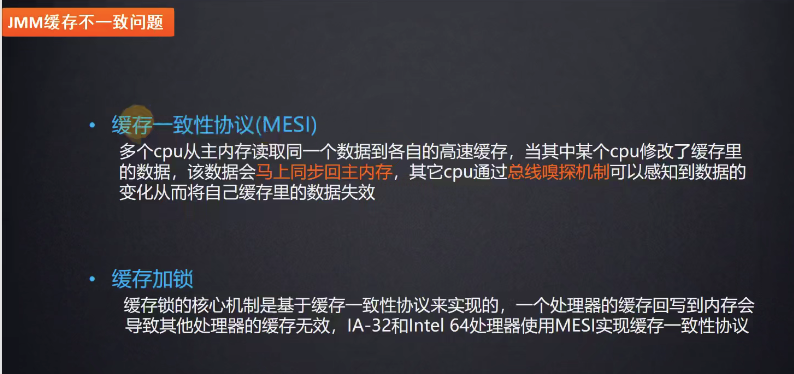 JMM缓存不一致问题
• 缓存一致性协议(MESI)
多个cpu从主内存读取同一个数据到各自的高速缓存，当其中某个cpu修改了缓存里
的数据，该数据会马上同步回主内存，其它cpu通过总线嗅探机制可以感知到数据的
变化从而将自己缓存里的数据失效
• 缓存加锁
缓存锁的核心机制是基于缓存一致性协议来实现的，一个处理器的缓存回写到内存会
导致其他处理器的缓存无效，IA-32和Intel 64处理器使用MESI实现缓存一致性协议